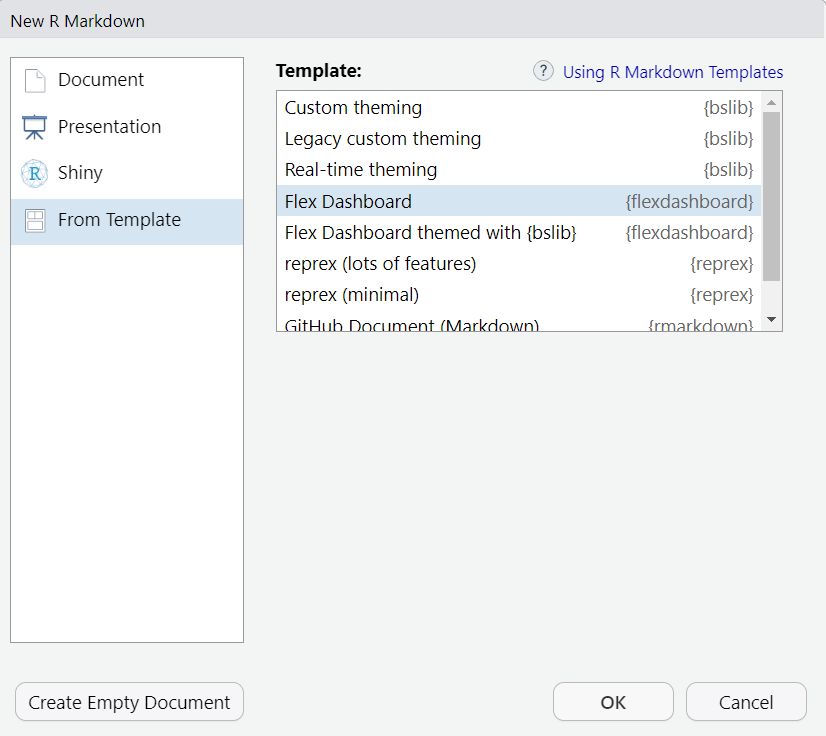 New R Markdown
Document
Presentation
R Shiny
From Template
Template:
? Using R Markdown Templates
Custom theming {bslib}
Legacy custom theming {bslib}
Real-time theming {bslib}
Flex Dashboard {flexdashboard}
Flex Dashboard themed with {bslib} {flexdashboard}
reprex (lots of features) {reprex}
reprex (minimal) {reprex}
GitHub Document (Markdown) {rmarkdown}
Create Empty Document
OK
Cancel